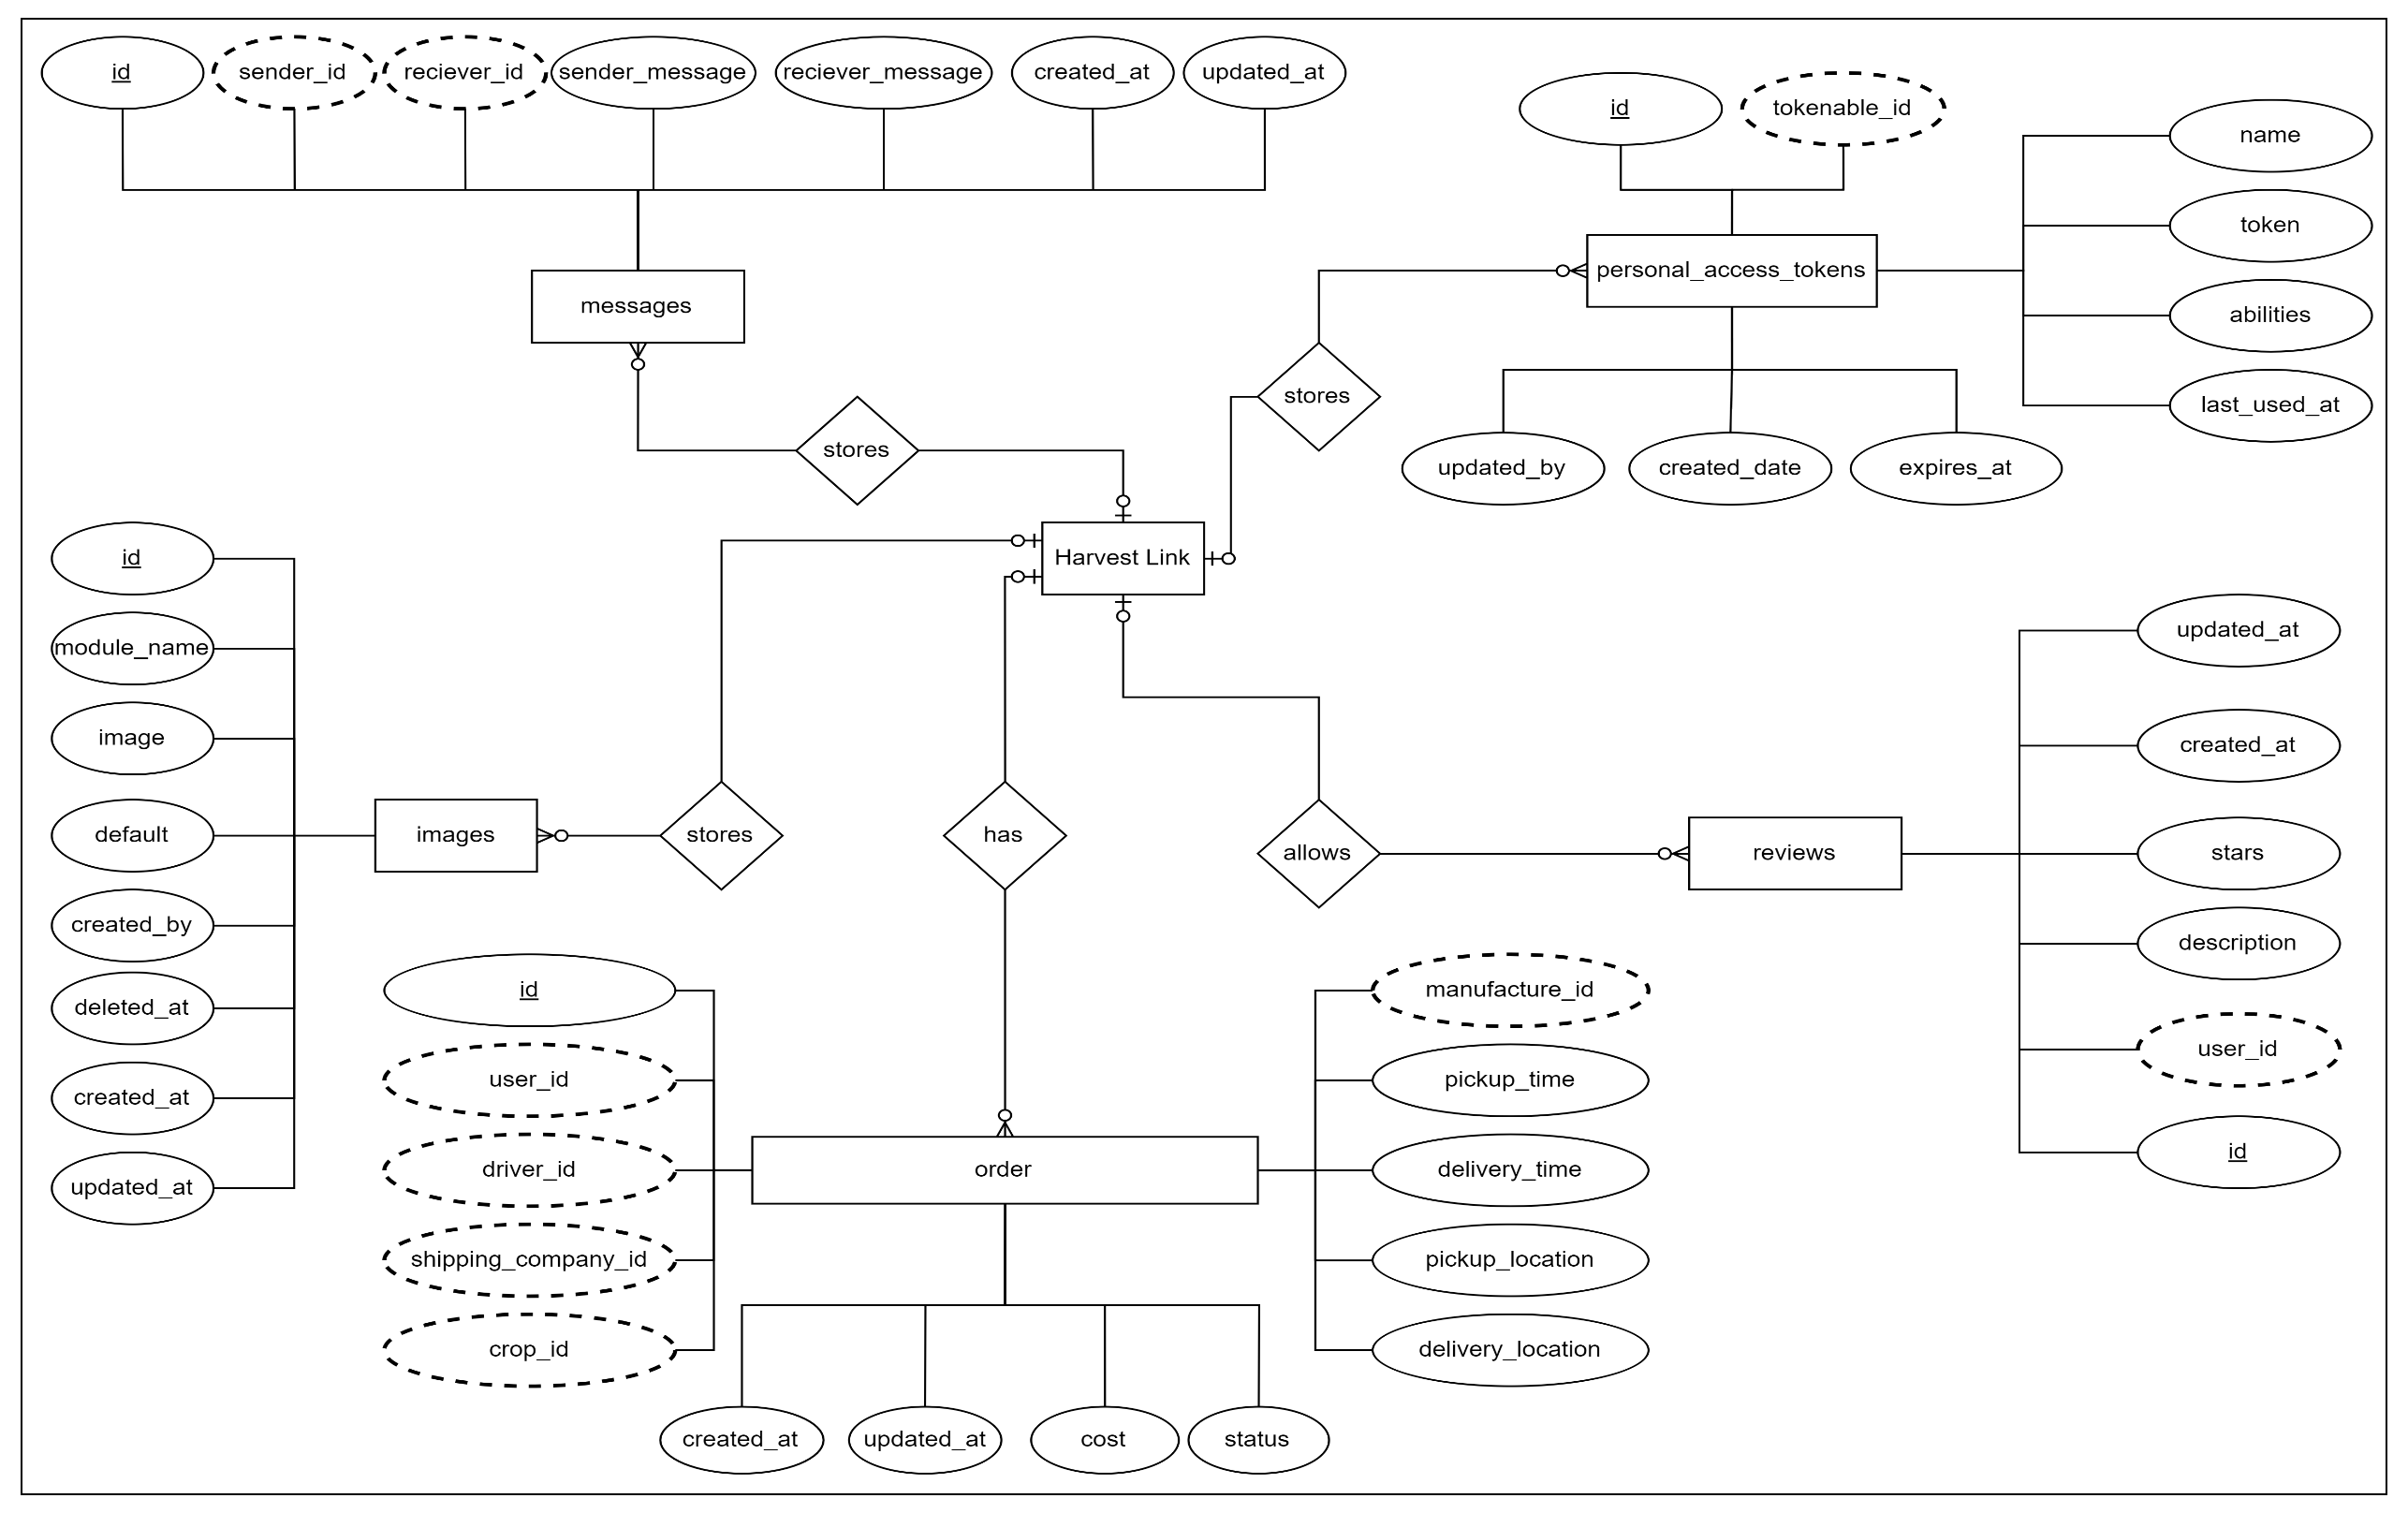 id
sender_id
reciever_id
sender_message
reciever_message
created_at
updated_at
id
tokenable_id
name
token
abilities
last_used_at
personal_access_tokens
messages
stores
stores
updated_by
created_date
expires_at
Harvest Link
id
module_name
image
default
created_by
deleted_at
created_at
updated_at
images
stores
has
allows
reviews
updated_at
created_at
stars
description
user_id
id
id
user_id
driver_id
shipping_company_id
crop_id
order
manufacture_id
pickup_time
delivery_time
pickup_location
delivery_location
created_at
updated_at
cost
status